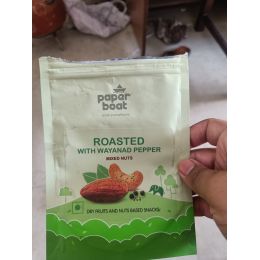 paper
boat
ROASTED
WITH WAYANAD PEPPER
MIXED NUTS
DRY FRUITS AND NUTS BASED SNACKS